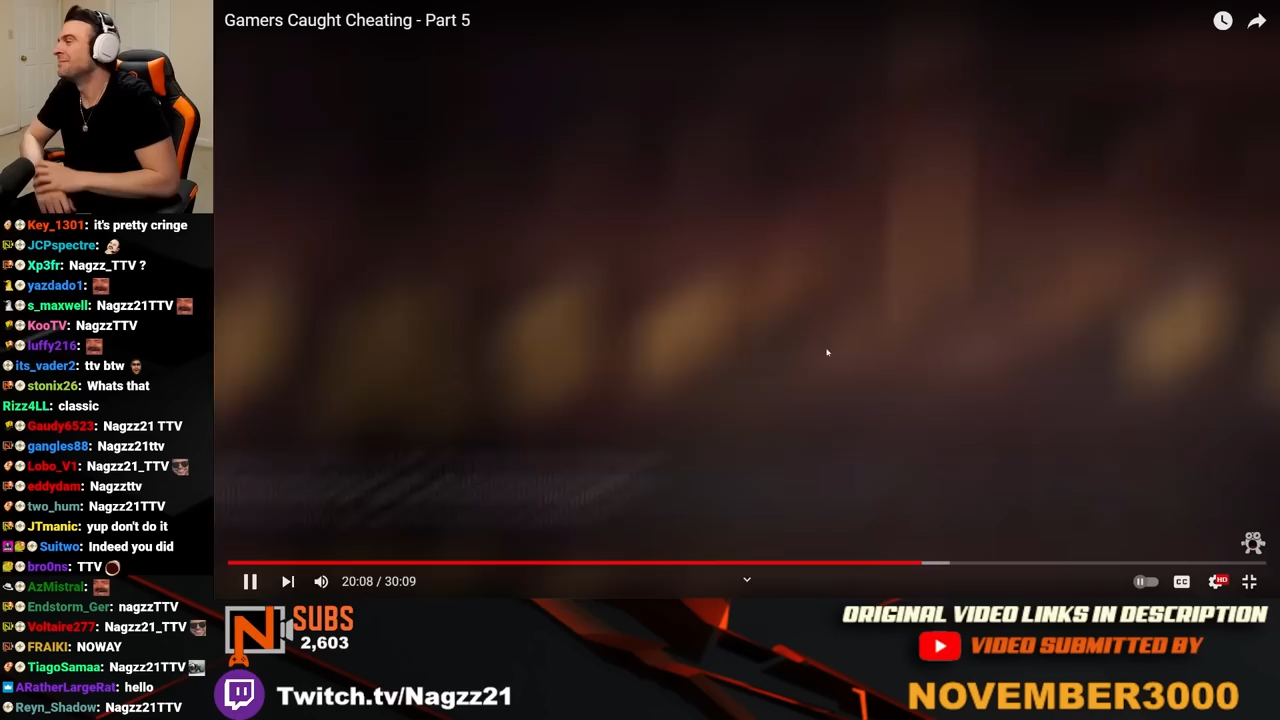 Gamers Caught Cheating - Part 5
Key_1301: it's pretty cringe
JCPspectre:
Xp3fr: Nagzz_TTV ?
yazdado1:
s_maxwell: Nagzz21TTV
KooTV: NagzzTTV
luffy216:
its_vader2: ttv btw
stonix26: Whats that
Rizz4LL: classic
Gaudy6523: Nagzz21 TTV
gangles88: Nagzz21ttv
Lobo_V1: Nagzz21_TTV
eddydam: Nagzzttv
two_hum: Nagzz21TTV
JTmanic: yup don't do it
Suitwo: Indeed you did
bro0ns: TTV
AzMistral:
Endstorm_Ger: nagzzTTV
Voltaire277: Nagzz21_TTV
FRAIKI: NOWAY
TiagoSamaa: Nagzz21TTV
ARatherLargeRat: hello
Reyn_Shadow: Nagzz21TTV
20:08 / 30:09
CC
HD
N SUBS
2,603
Twitch.tv/Nagzz21
ORIGINAL VIDEO LINKS IN DESCRIPTION
VIDEO SUBMITTED BY
NOVEMBER3000